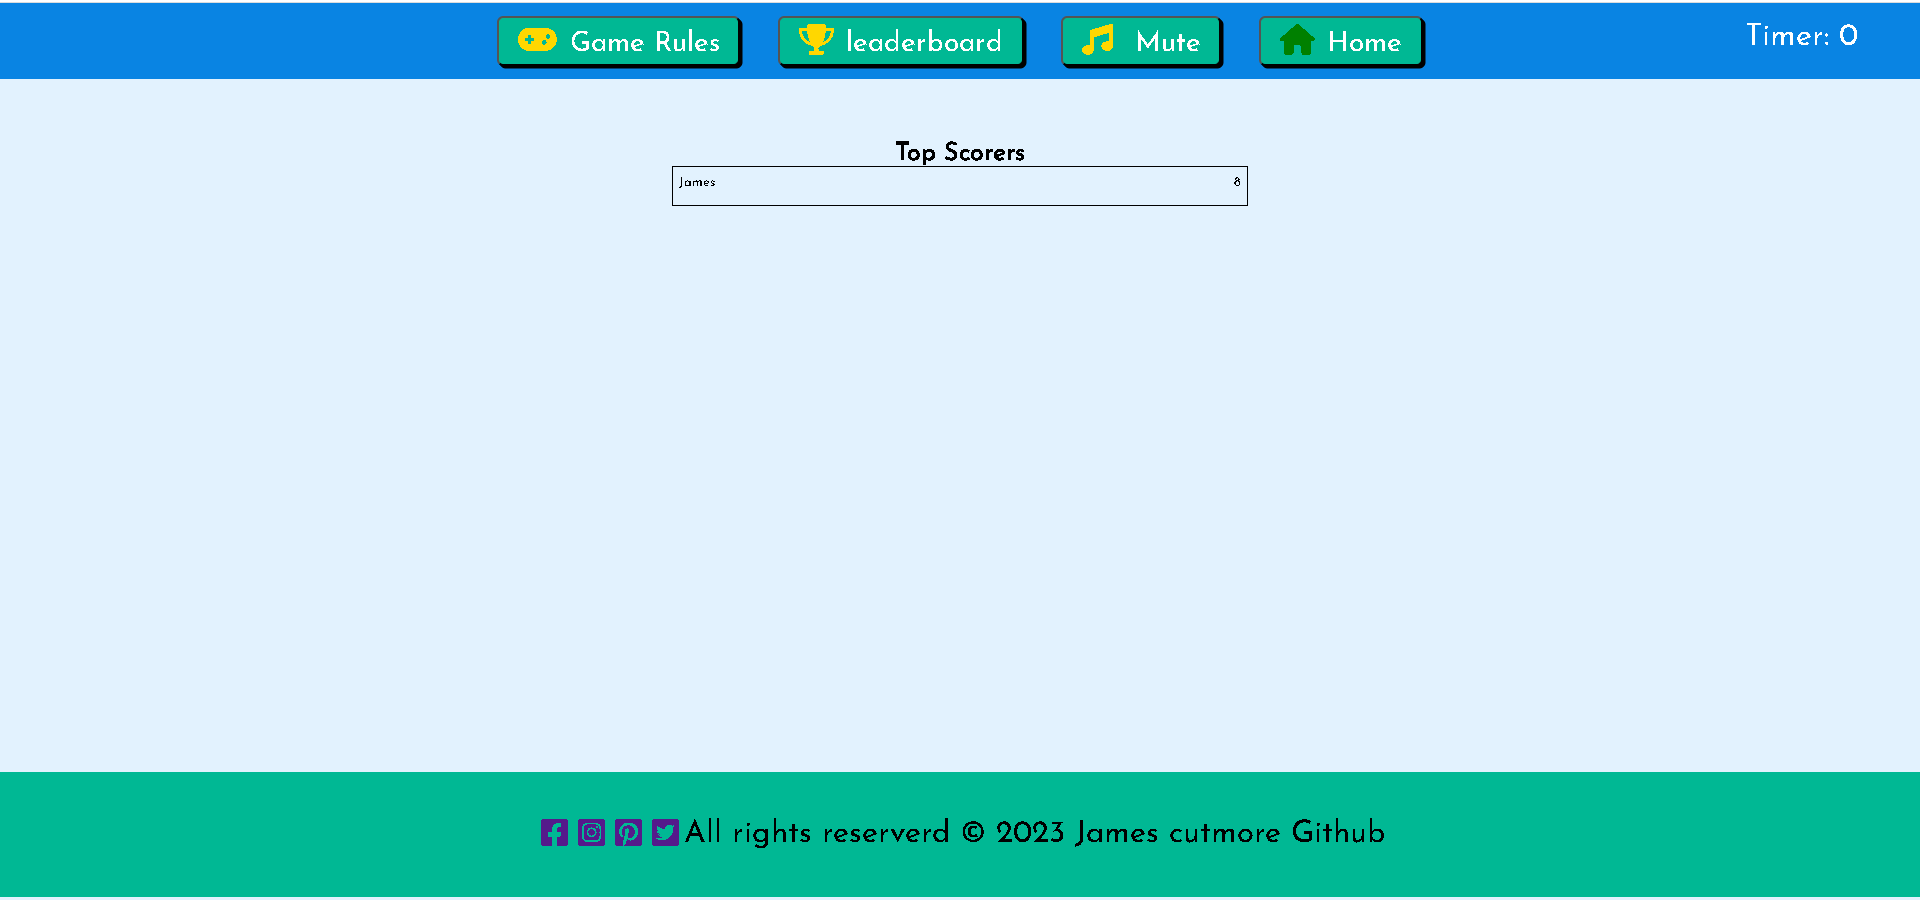 Game Rules leaderboard Mute Home Timer: 0
Top Scorers
James 8
All rights reserverd © 2023 James cutmore Github